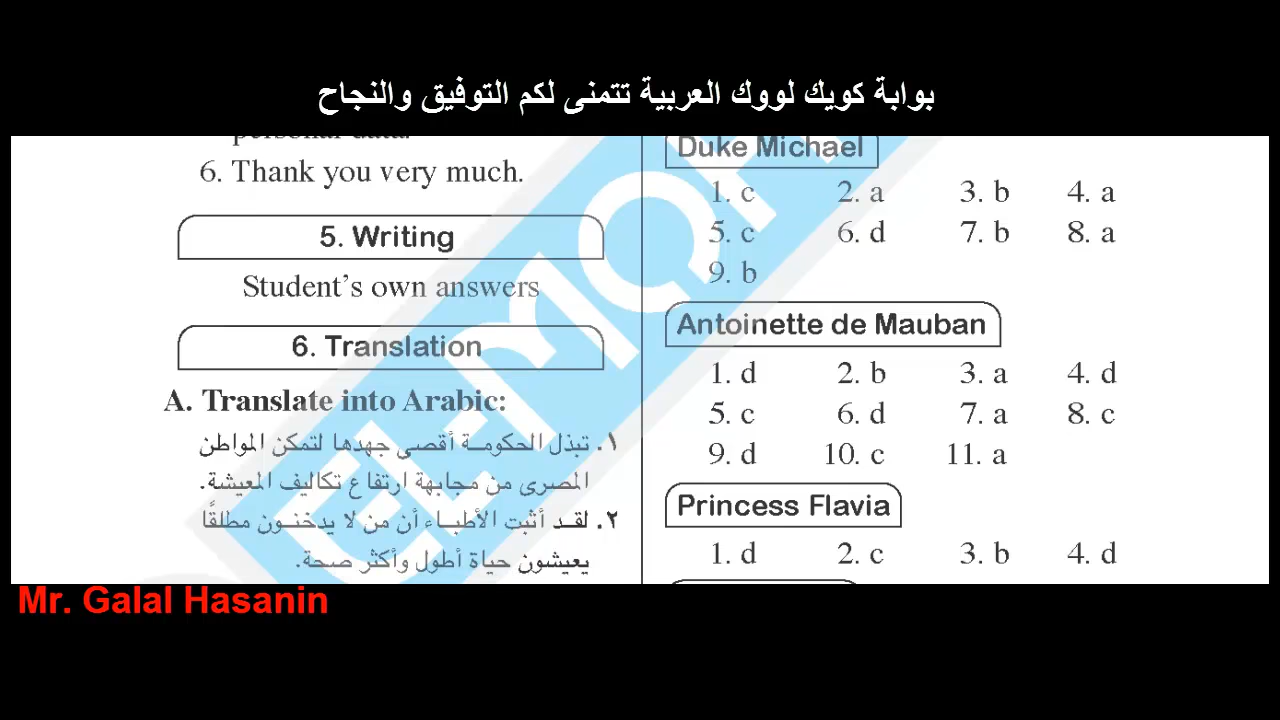 بوابة كويك لووك العربية تتمنى لكم التوفيق والنجاح
personal data.
6. Thank you very much.
5. Writing
Student's own answers
6. Translation
A. Translate into Arabic:
١. تبذل الحكومة أقصى جهدها لتمكن المواطن
المصرى من مجابهة ارتفاع تكاليف المعيشة.
٢. لقد أثبت الأطباء أن من لا يدخنون مطلقًا
يعيشون حياة أطول وأكثر صحة.
Duke Michael
1. c 2. a 3. b 4. a
5. c 6. d 7. b 8. a
9. b
Antoinette de Mauban
1. d 2. b 3. a 4. d
5. c 6. d 7. a 8. c
9. d 10. c 11. a
Princess Flavia
1. d 2. c 3. b 4. d
Mr. Galal Hasanin